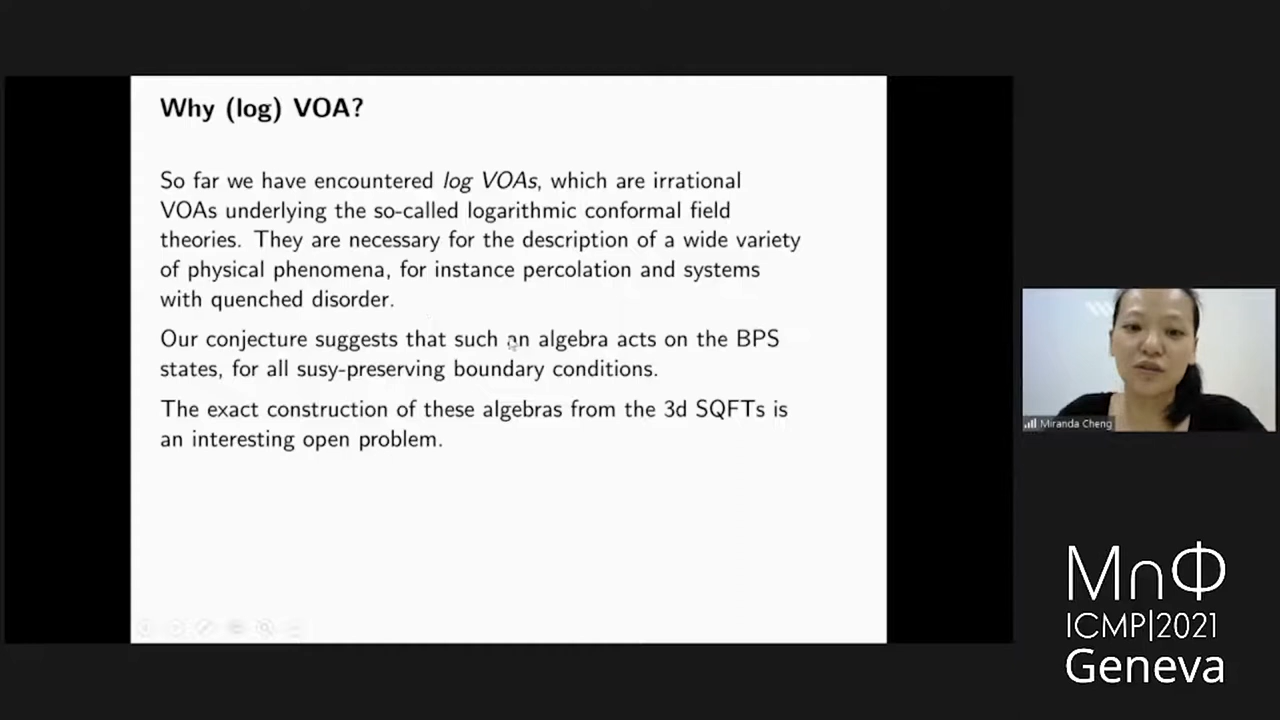 Why (log) VOA?
So far we have encountered log VOAs, which are irrational
VOAs underlying the so-called logarithmic conformal field
theories. They are necessary for the description of a wide variety
of physical phenomena, for instance percolation and systems
with quenched disorder.
Our conjecture suggests that such an algebra acts on the BPS
states, for all susy-preserving boundary conditions.
The exact construction of these algebras from the 3d SQFTs is
an interesting open problem.
Miranda Cheng
M∩Φ
ICMP|2021
Geneva